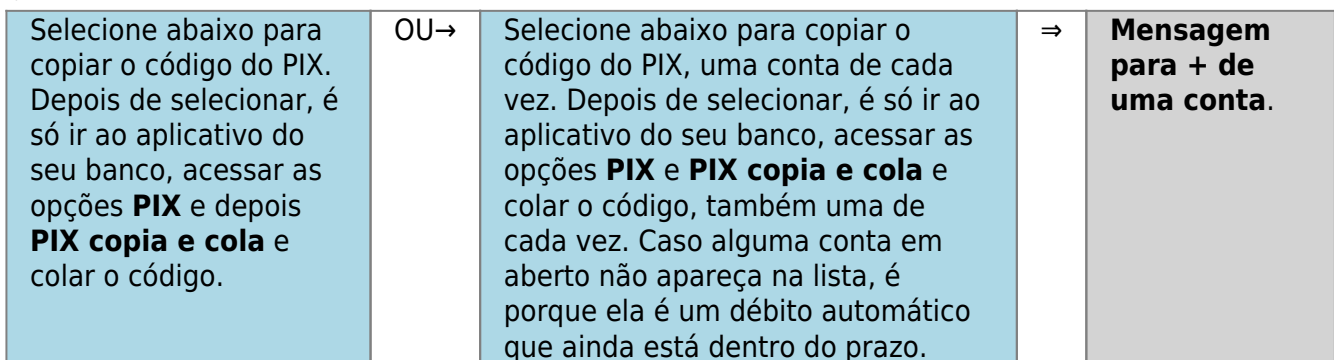 Selecione abaixo para
copiar o código do PIX.
Depois de selecionar, é
só ir ao aplicativo do
seu banco, acessar as
opções PIX e depois
PIX copia e cola e
colar o código.
OU→
Selecione abaixo para copiar o
código do PIX, uma conta de cada
vez. Depois de selecionar, é só ir ao
aplicativo do seu banco, acessar as
opções PIX e PIX copia e cola e
colar o código, também uma de
cada vez. Caso alguma conta em
aberto não apareça na lista, é
porque ela é um débito automático
que ainda está dentro do prazo.
⇒
Mensagem
para + de
uma conta.